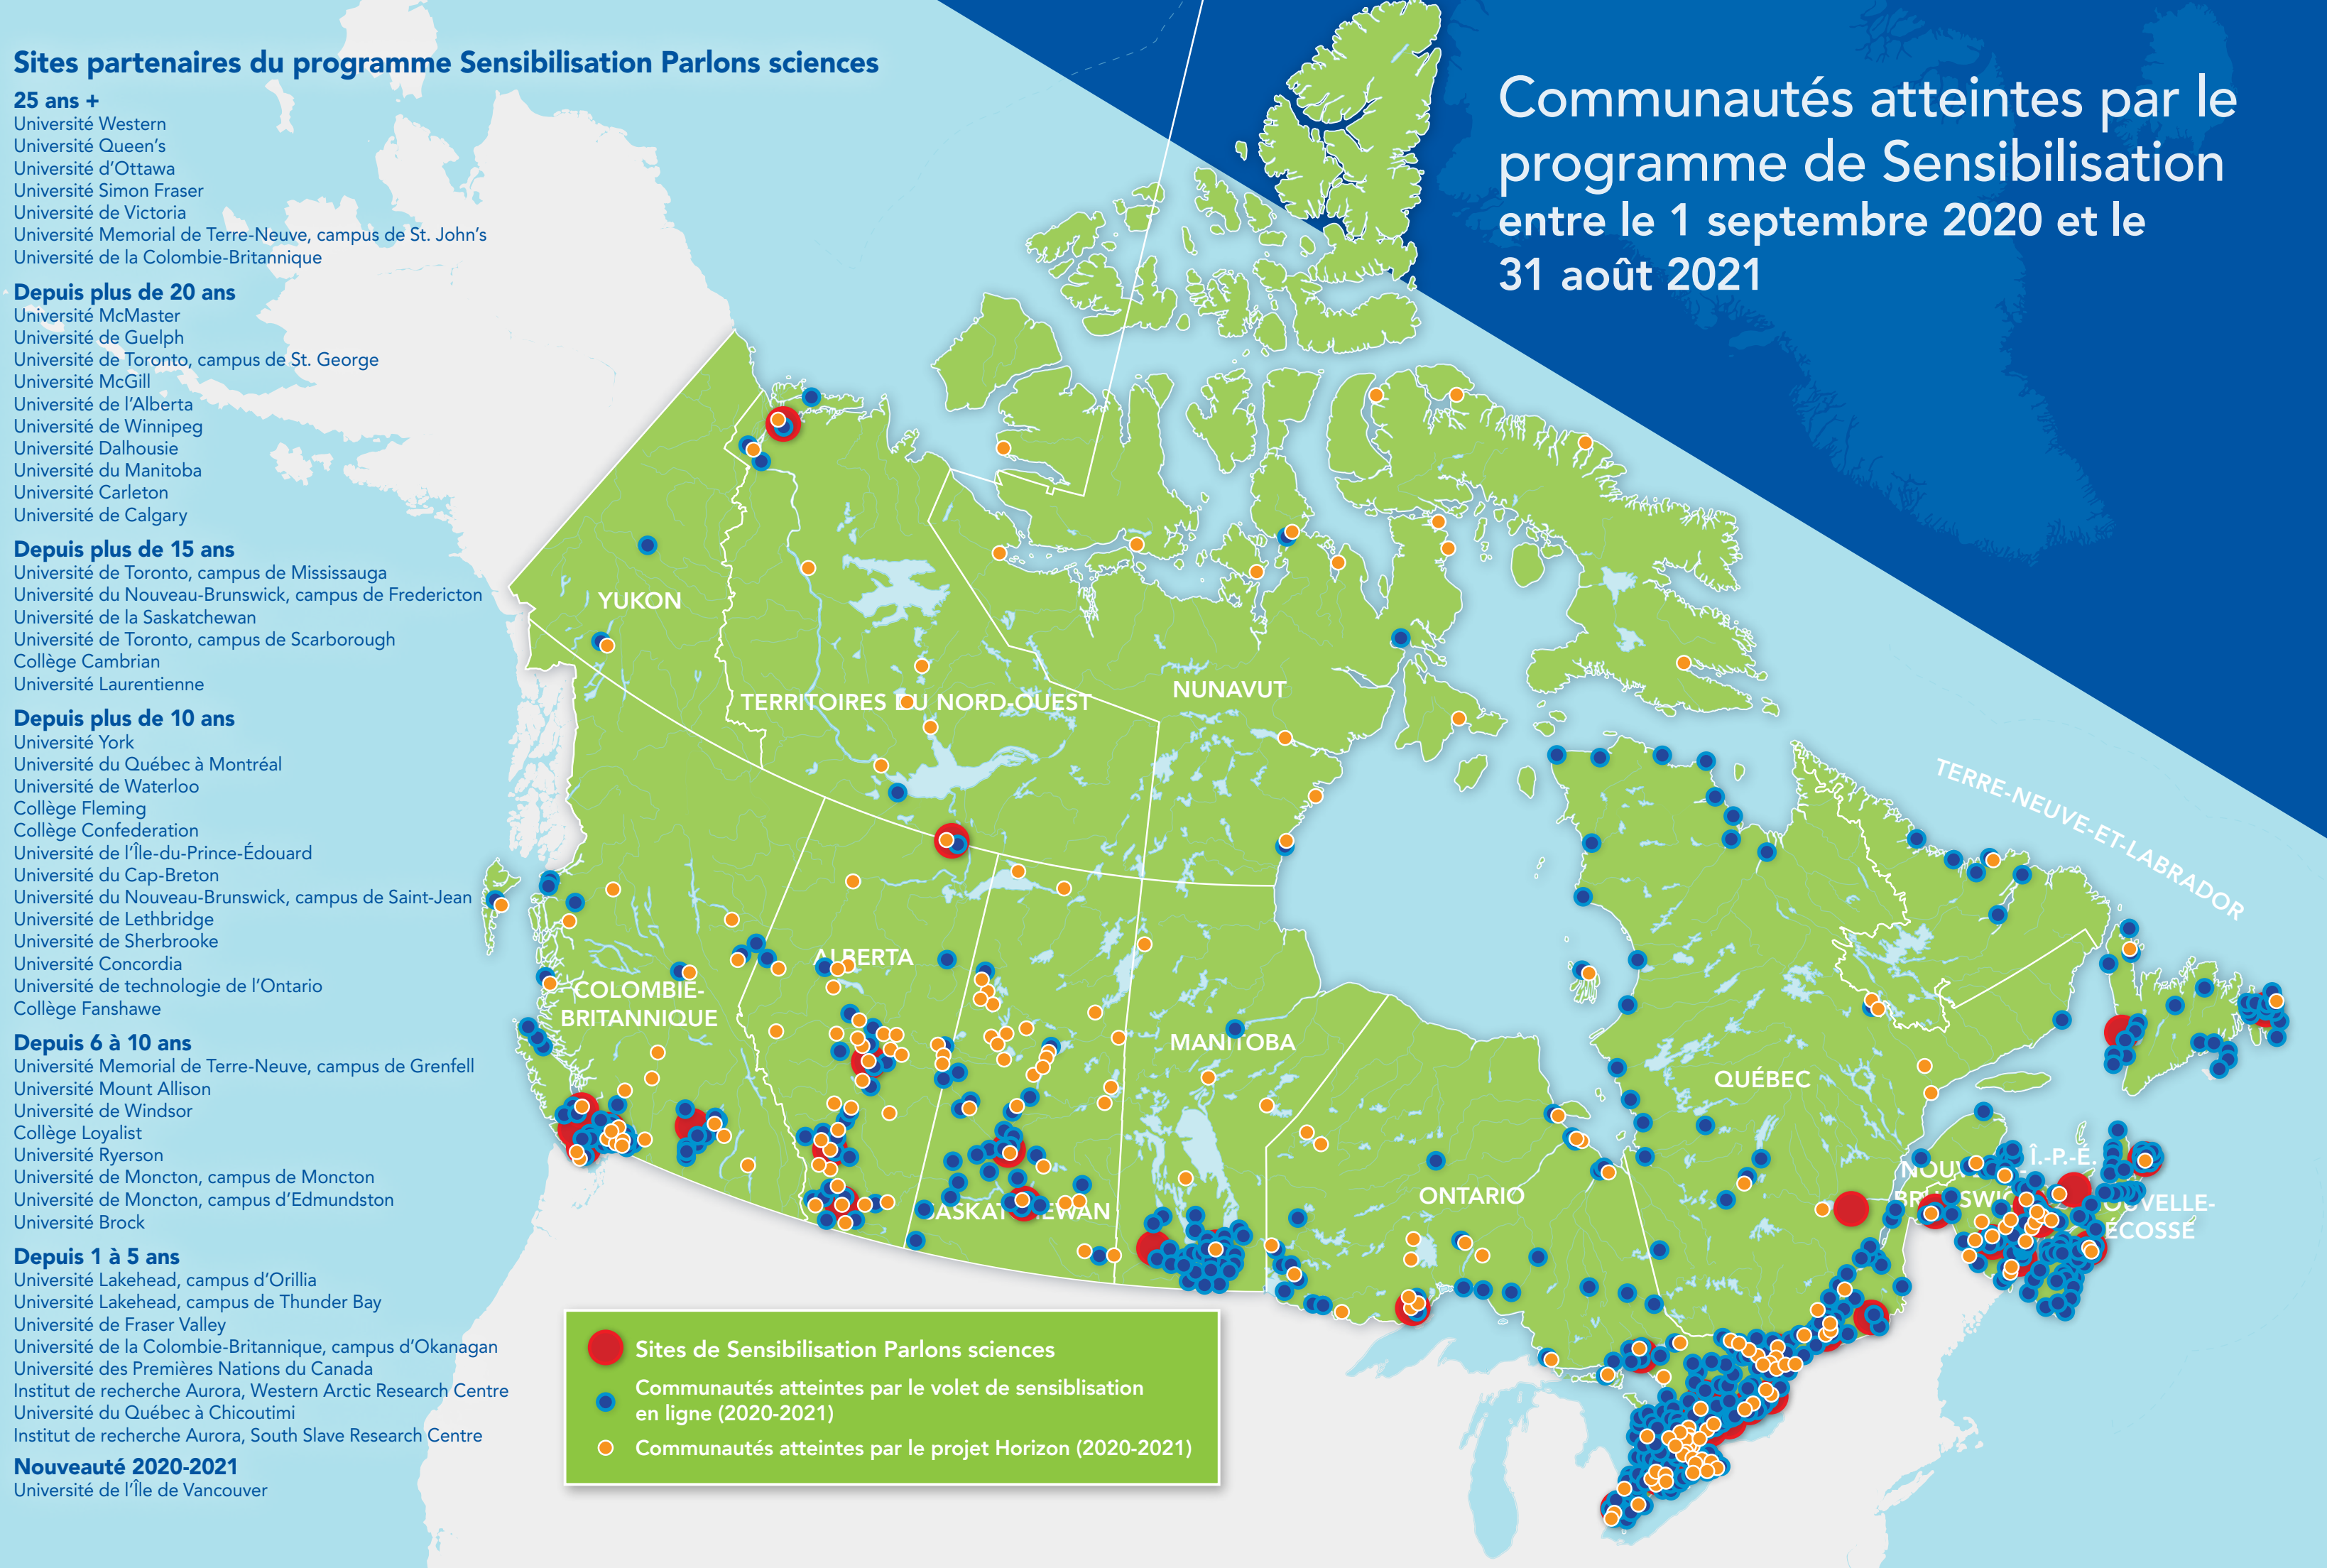 Sites partenaires du programme Sensibilisation Parlons sciences
25 ans +
Université Western
Université Queen’s
Université d’Ottawa
Université Simon Fraser
Université de Victoria
Université Memorial de Terre-Neuve, campus de St. John’s
Université de la Colombie-Britannique
Depuis plus de 20 ans
Université McMaster
Université de Guelph
Université de Toronto, campus de St. George
Université McGill
Université de l’Alberta
Université de Winnipeg
Université Dalhousie
Université du Manitoba
Université Carleton
Université de Calgary
Depuis plus de 15 ans
Université de Toronto, campus de Mississauga
Université du Nouveau-Brunswick, campus de Fredericton
Université de la Saskatchewan
Université de Toronto, campus de Scarborough
Collège Cambrian
Université Laurentienne
Depuis plus de 10 ans
Université York
Université du Québec à Montréal
Université de Waterloo
Collège Fleming
Collège Confederation
Université de l’Île-du-Prince-Édouard
Université du Cap-Breton
Université du Nouveau-Brunswick, campus de Saint-Jean
Université de Lethbridge
Université de Sherbrooke
Université Concordia
Université de technologie de l’Ontario
Collège Fanshawe
Depuis 6 à 10 ans
Université Memorial de Terre-Neuve, campus de Grenfell
Université Mount Allison
Université de Windsor
Collège Loyalist
Université Ryerson
Université de Moncton, campus de Moncton
Université de Moncton, campus d’Edmundston
Université Brock
Depuis 1 à 5 ans
Université Lakehead, campus d’Orillia
Université Lakehead, campus de Thunder Bay
Université de Fraser Valley
Université de la Colombie-Britannique, campus d’Okanagan
Université des Premières Nations du Canada
Institut de recherche Aurora, Western Arctic Research Centre
Université du Québec à Chicoutimi
Institut de recherche Aurora, South Slave Research Centre
Nouveauté 2020-2021
Université de l’Île de Vancouver
Communautés atteintes par le
programme de Sensibilisation
entre le 1 septembre 2020 et le
31 août 2021
YUKON
TERRITOIRES DU NORD-OUEST
NUNAVUT
TERRE-NEUVE-ET-LABRADOR
ALBERTA
COLOMBIE-
BRITANNIQUE
MANITOBA
QUÉBEC
ONTARIO
SASKATCHEWAN
Î.-P.-É.
NOUVEAU-
BRUNSWICK
NOUVELLE-
ÉCOSSE
Sites de Sensibilisation Parlons sciences
Communautés atteintes par le volet de sensiblisation
en ligne (2020-2021)
Communautés atteintes par le projet Horizon (2020-2021)